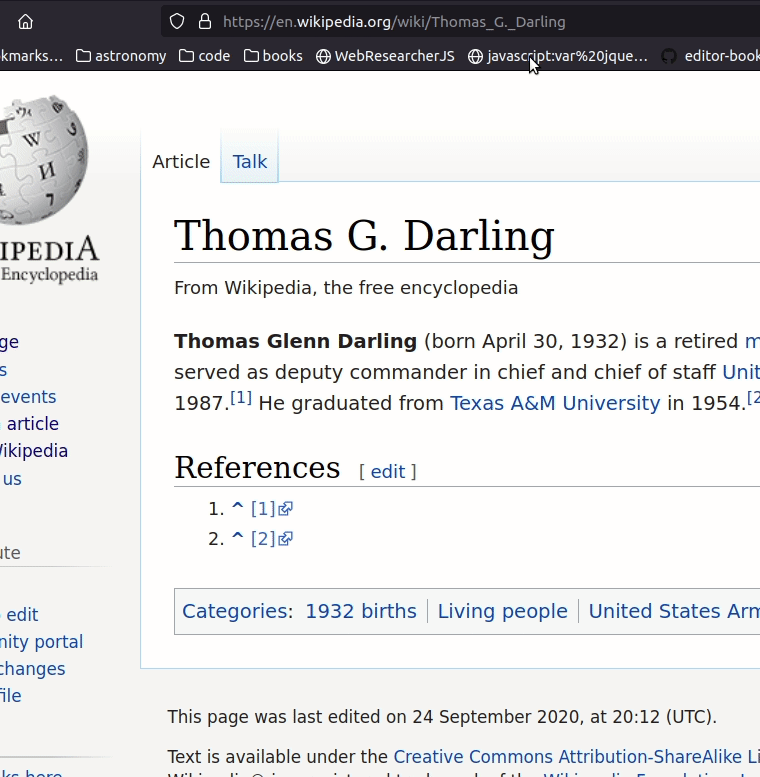 https://en.wikipedia.org/wiki/Thomas_G._Darling
kmarks… astronomy code books WebResearcherJS javascript:var%20jque… editor-book
Article Talk
IPEDIA
Encyclopedia
Thomas G. Darling
From Wikipedia, the free encyclopedia
Thomas Glenn Darling (born April 30, 1932) is a retired m
served as deputy commander in chief and chief of staff Unit
1987.[1] He graduated from Texas A&M University in 1954.[2
References [ edit ]
1. ^ [1]
2. ^ [2]
Categories: 1932 births Living people United States Arm
This page was last edited on 24 September 2020, at 20:12 (UTC).
Text is available under the Creative Commons Attribution-ShareAlike Li
ge
s
events
article
ikipedia
us
ute
edit
nity portal
changes
file